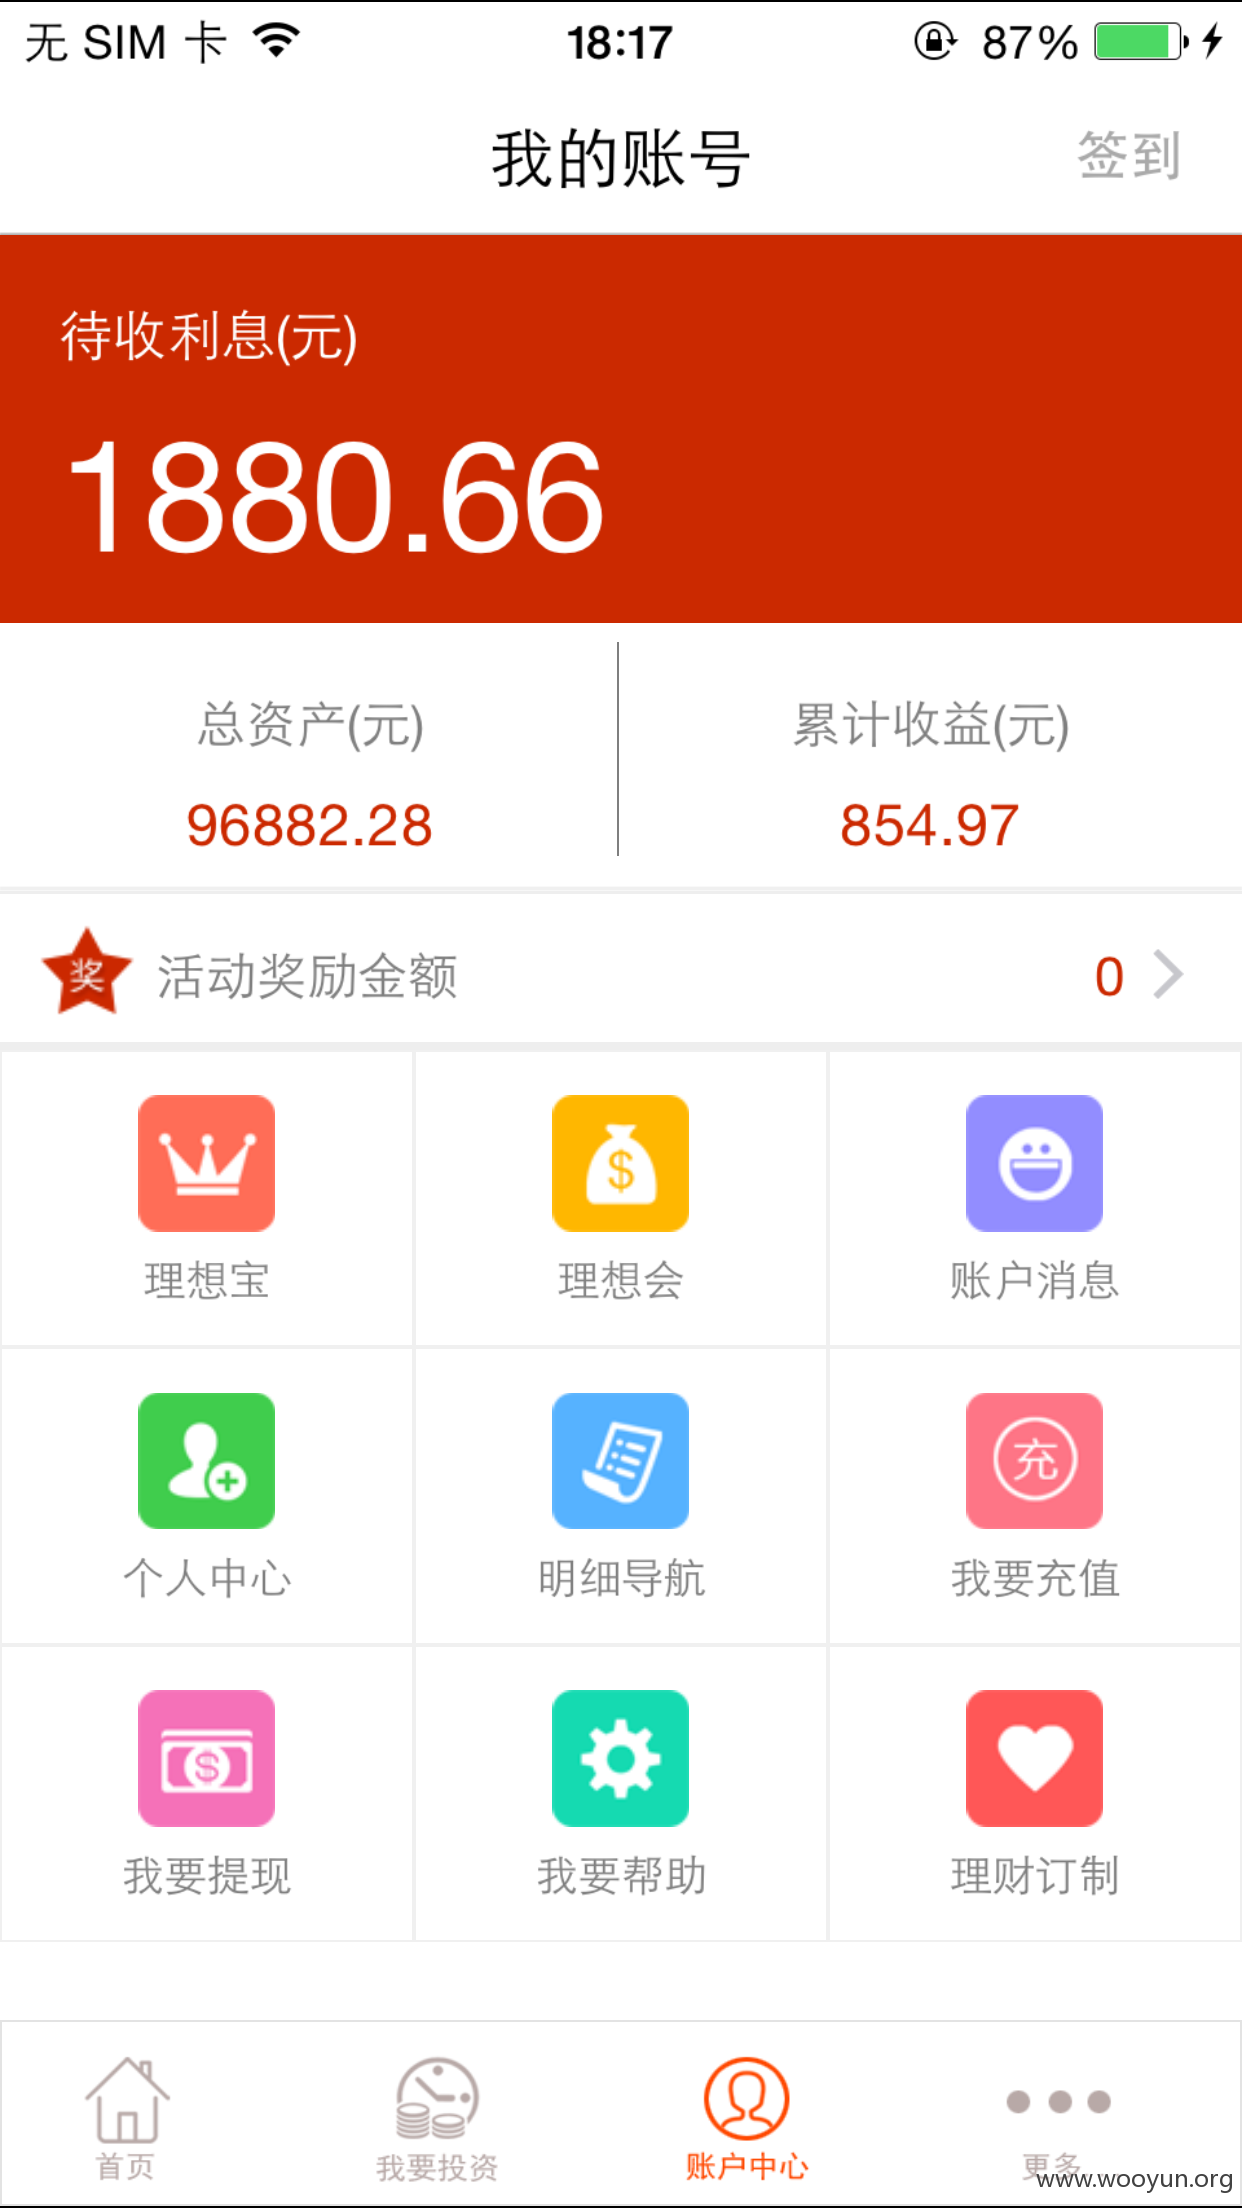 无 SIM 卡 18:17 87%
我的账号 签到
待收利息(元)
1880.66
总资产(元) 累计收益(元)
96882.28 854.97
奖 活动奖励金额 0
理想宝 理想会 账户消息
充
个人中心 明细导航 我要充值
我要提现 我要帮助 理财订制
首页 我要投资 账户中心 更多
www.wooyun.org